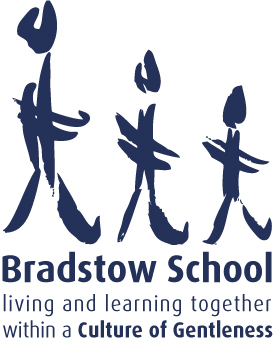 Bradstow School
living and learning together
within a Culture of Gentleness